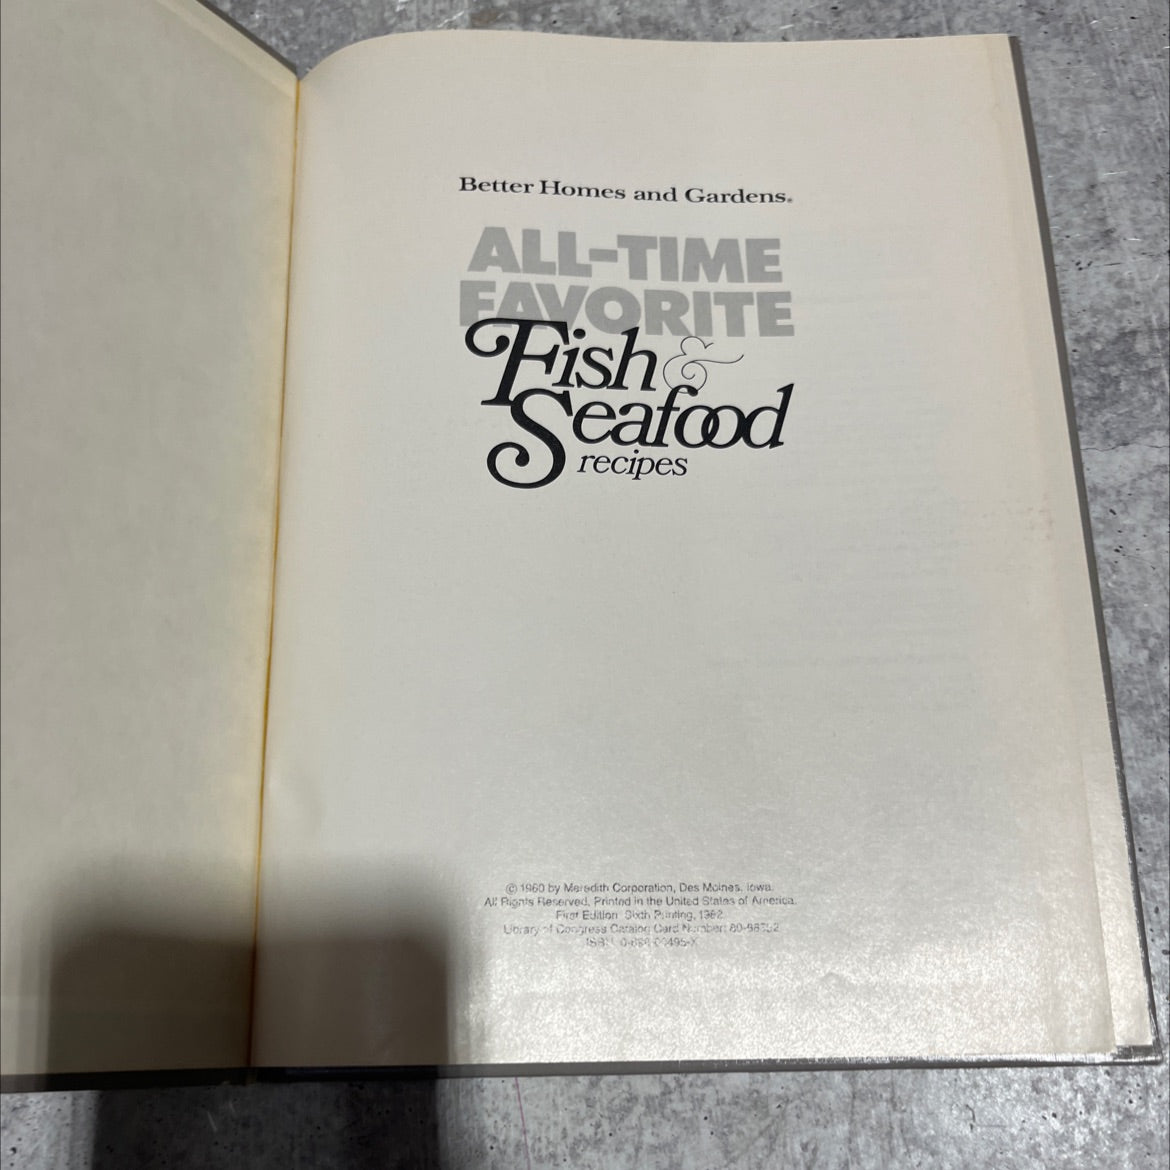 Better Homes and Gardens®
ALL-TIME
FAVORITE
Fish &
Seafood
recipes
© 1980 by Meredith Corporation, Des Moines, Iowa.
All Rights Reserved. Printed in the United States of America.
First Edition. Sixth Printing, 1982.
Library of Congress Catalog Card Number:
ISBN: